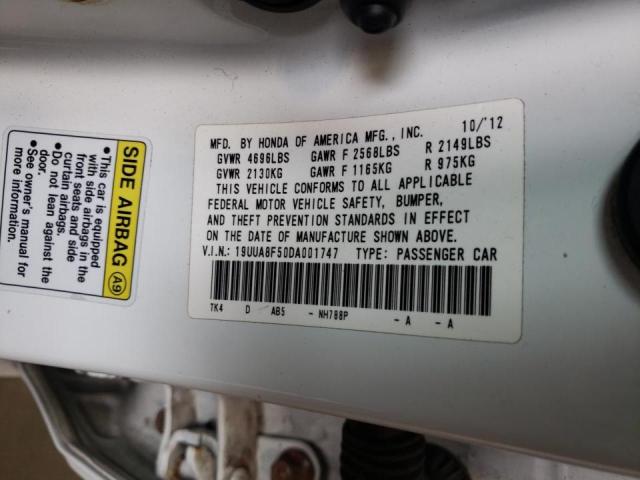 MFD. BY HONDA OF AMERICA MFG., INC. 10/'12
GVWR 4696LBS GAWR F 2568LBS R 2149LBS
GVWR 2130KG GAWR F 1165KG R 975KG
THIS VEHICLE CONFORMS TO ALL APPLICABLE
FEDERAL MOTOR VEHICLE SAFETY, BUMPER,
AND THEFT PREVENTION STANDARDS IN EFFECT
ON THE DATE OF MANUFACTURE SHOWN ABOVE.
V.I.N.: 19UUA8F50DA001747 TYPE: PASSENGER CAR
TK4 D AB5 - NH788P - A - A
SIDE AIRBAG A9
•This car is equipped
with side airbags in the
front seats and side
curtain airbags.
•Do not lean against the
door.
•See owner's manual for
more information.